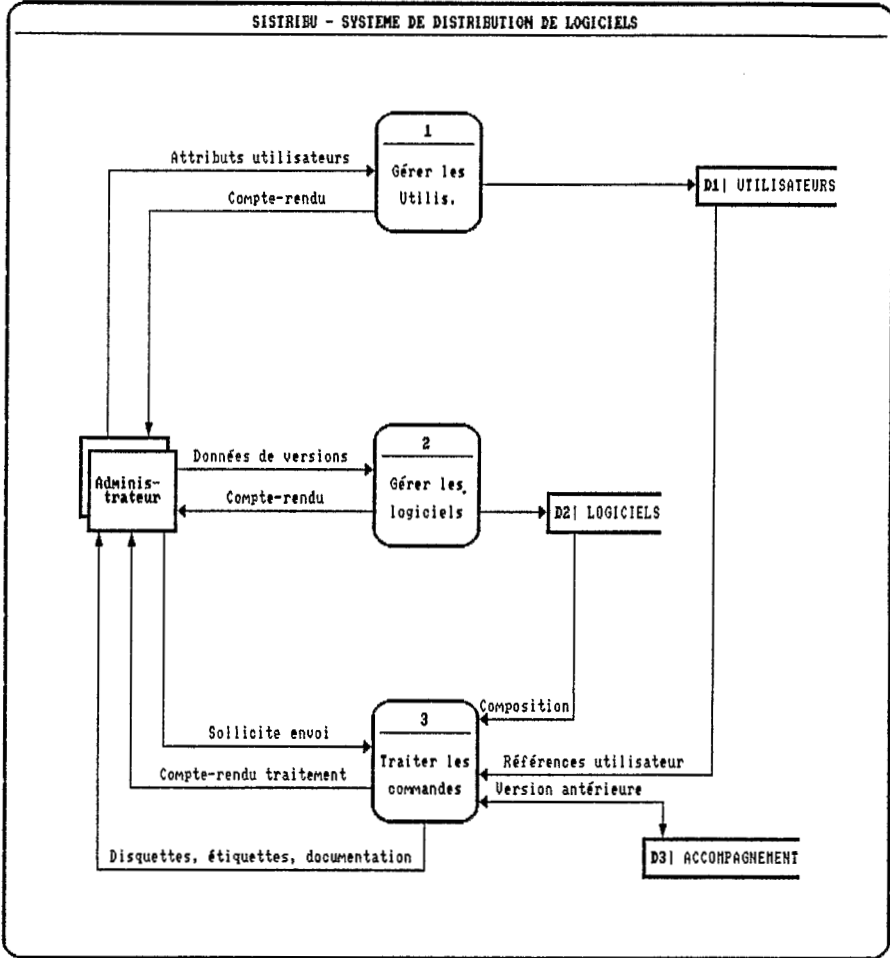 SISTRIBU - SYSTEME DE DISTRIBUTION DE LOGICIELS
1
Attributs utilisateurs
Gérer les
Utilis.
Compte-rendu
D1| UTILISATEURS
2
Données de versions
Adminis-
trateur
Gérer les
logiciels
Compte-rendu
D2| LOGICIELS
Composition
3
Sollicite envoi
Traiter les
commandes
Références utilisateur
Compte-rendu traitement
Version antérieure
Disquettes, étiquettes, documentation
D3| ACCOMPAGNEMENT